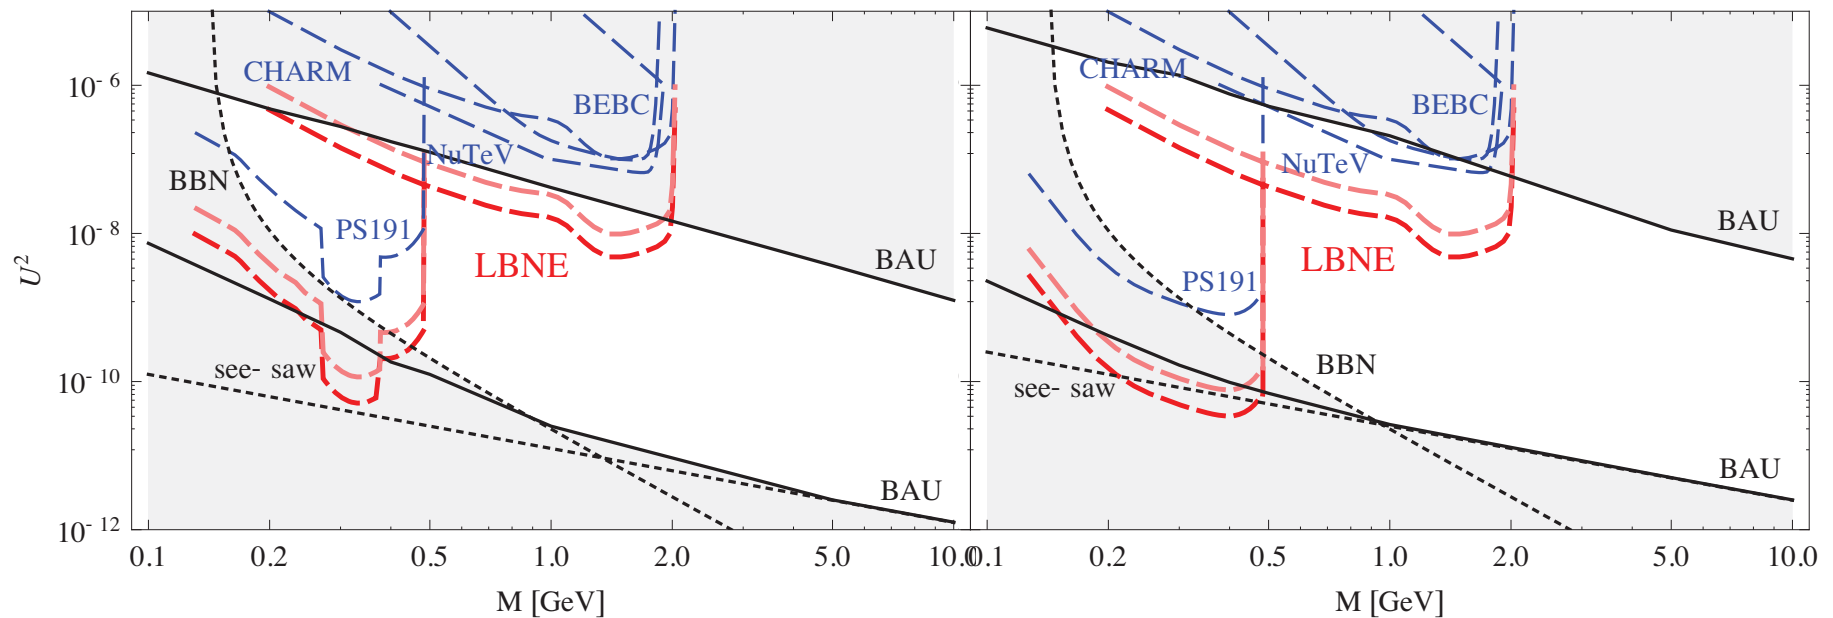 CHARM
BEBC
NuTeV
BBN
PS191
LBNE
BAU
see- saw
BAU
U²
10⁻⁶
10⁻⁸
10⁻¹⁰
10⁻¹²
0.1 0.2 0.5 1.0 2.0 5.0 10.0
M [GeV]
CHARM
BEBC
NuTeV
BAU
LBNE
PS191
BBN
see- saw
BAU
0.1 0.2 0.5 1.0 2.0 5.0 10.0
M [GeV]